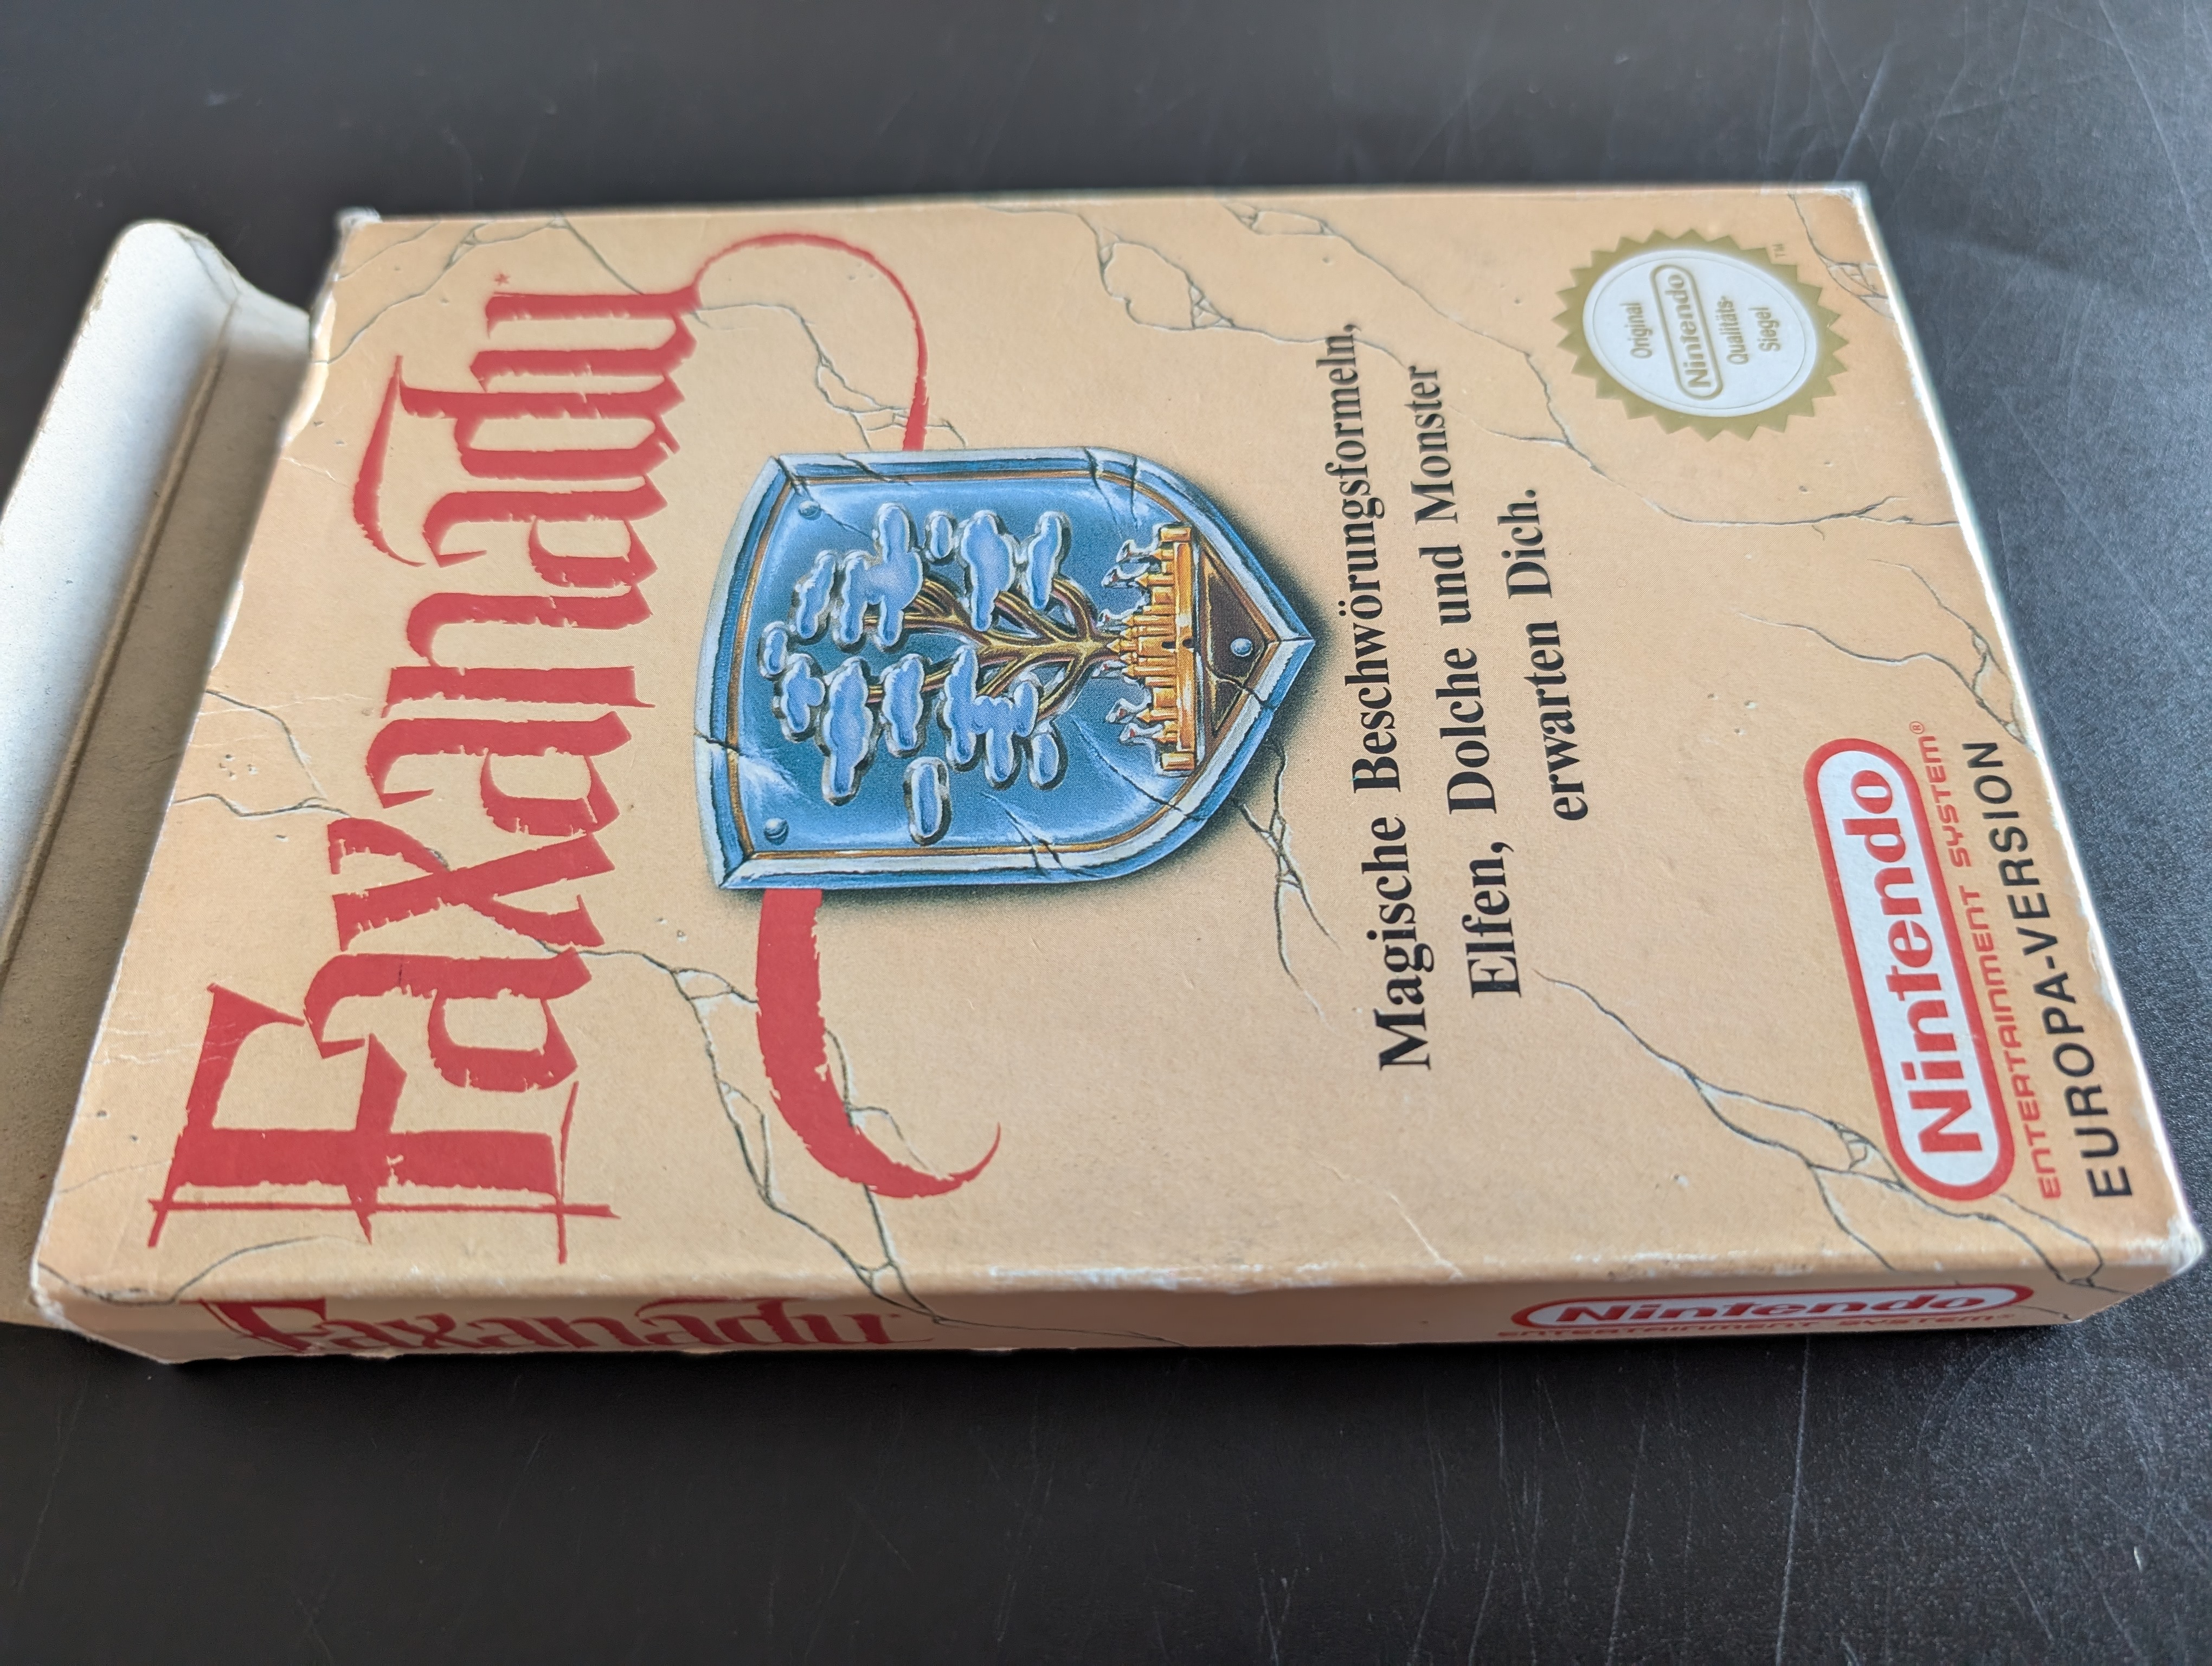 Faxanadu*
Magische Beschwörungsformeln,
Elfen, Dolche und Monster
erwarten Dich.
Original
Nintendo
Qualitäts-
Siegel
TM
Nintendo
ENTERTAINMENT SYSTEM®
EUROPA-VERSION
Faxanadu*
Nintendo
ENTERTAINMENT SYSTEM®